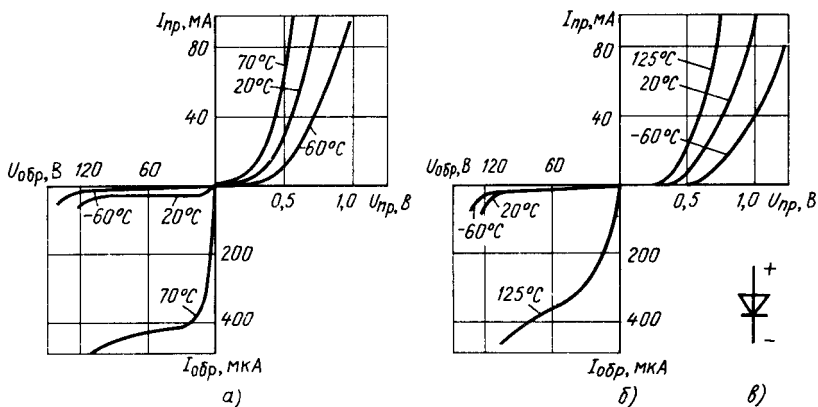 Iпр, мА
80
70°C
20°C
40
-60°C
Uобр, В 120 60
0,5 1,0 Uпр, В
-60°C 20°C
200
70°C
400
Iобр, мкА
а)
Iпр, мА
80
125°C
20°C
40
-60°C
Uобр, В 120 60
0,5 1,0 Uпр, В
20°C
-60°C
200
125°C
400
Iобр, мкА
б)
+
-
в)